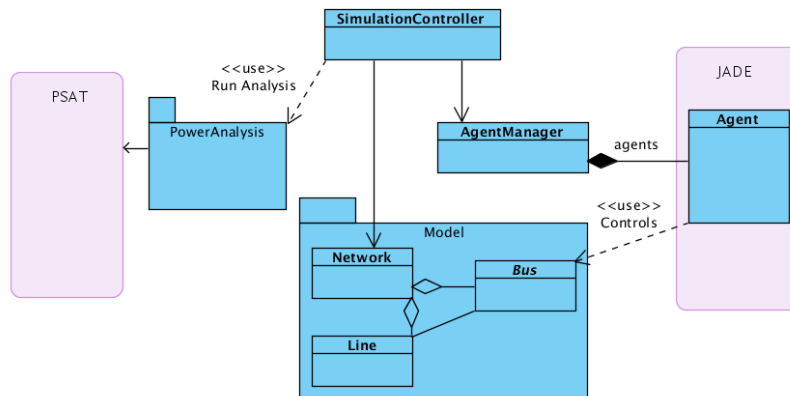 SimulationController
<<use>>
Run Analysis
PSAT
JADE
PowerAnalysis
AgentManager
agents
Agent
<<use>>
Controls
Model
Network
Bus
Line